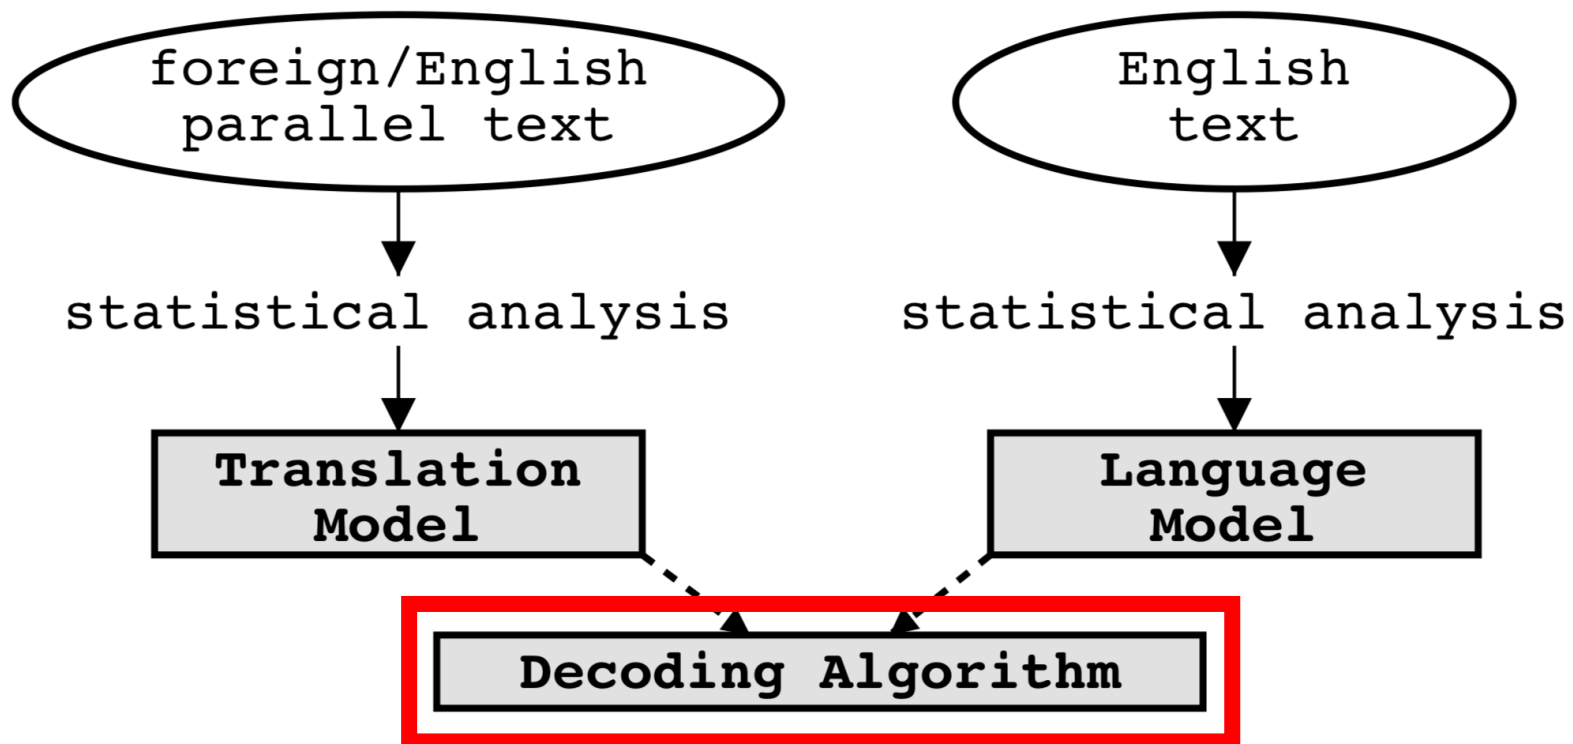 foreign/English
parallel text
English
text
statistical analysis
statistical analysis
Translation
Model
Language
Model
Decoding Algorithm